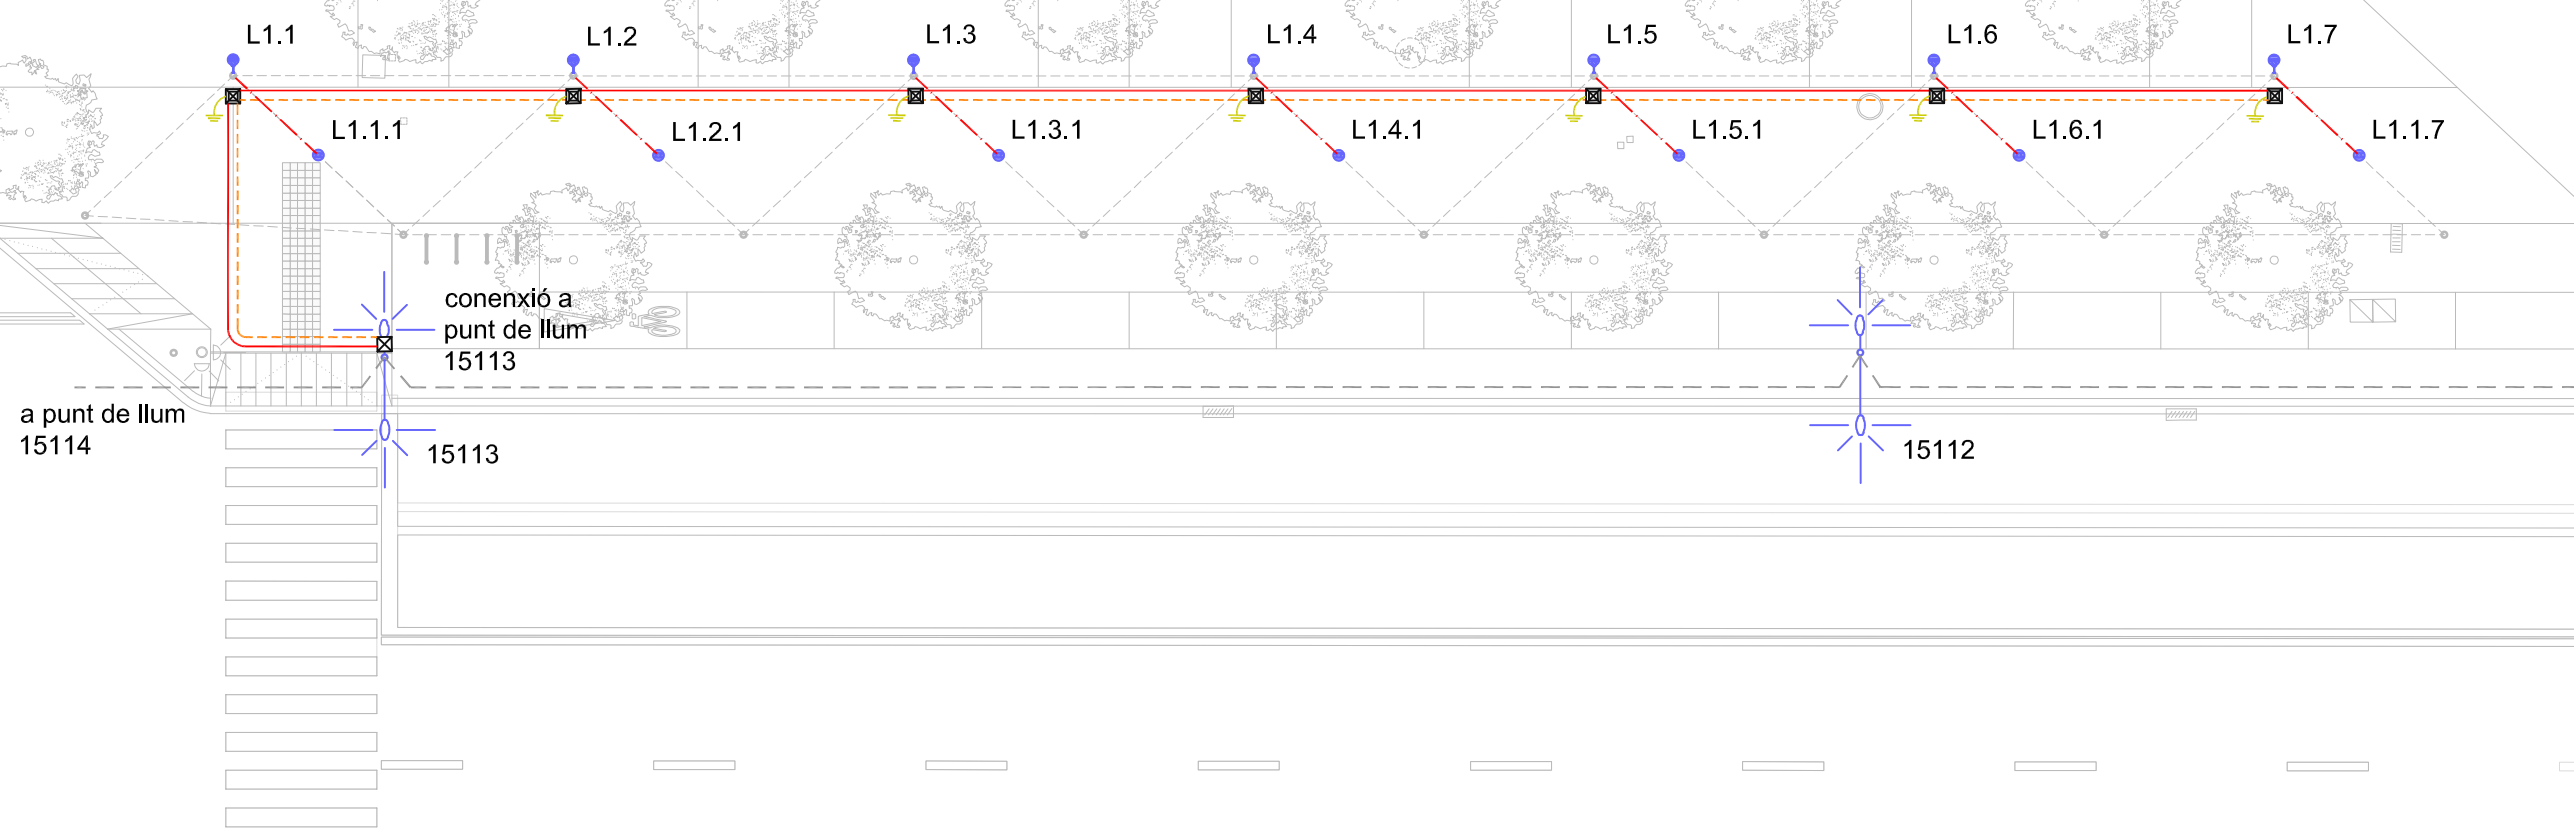 L1.1
L1.2
L1.3
L1.4
L1.5
L1.6
L1.7
L1.1.1
L1.2.1
L1.3.1
L1.4.1
L1.5.1
L1.6.1
L1.1.7
conenxió a
punt de llum
15113
a punt de llum
15114
15113
15112